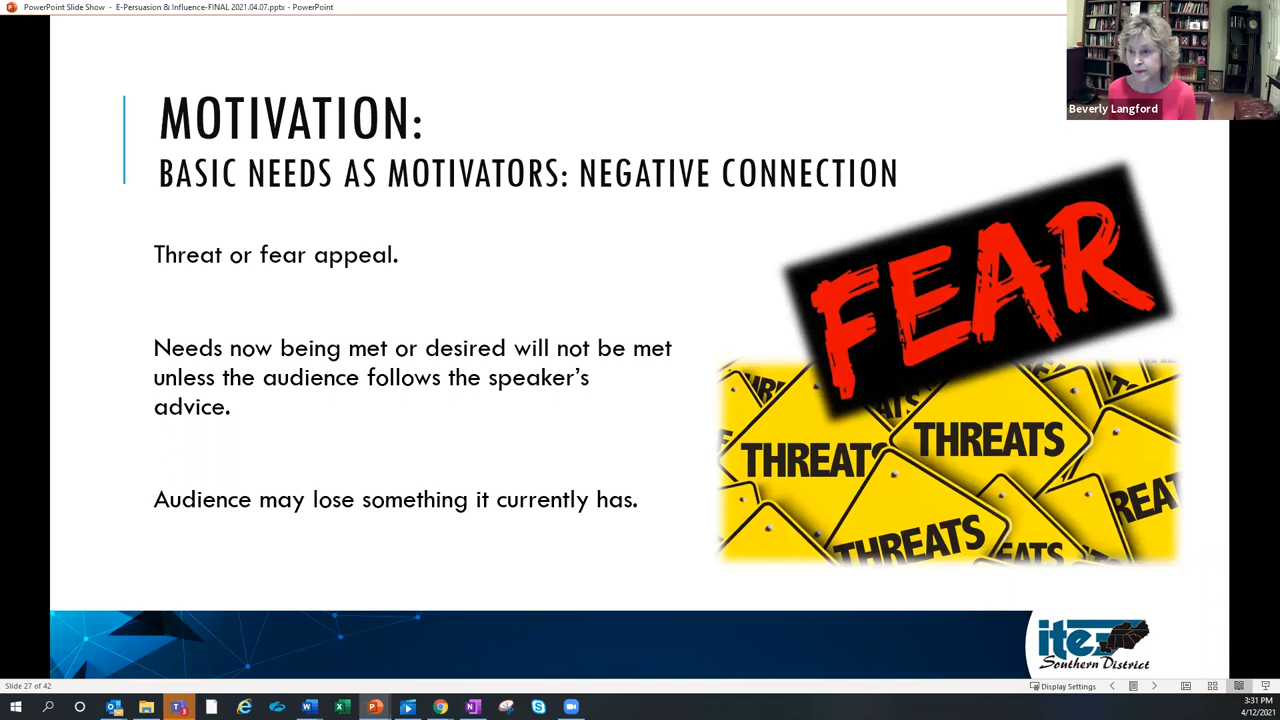 PowerPoint Slide Show - E-Persuasion & Influence-FINAL 2021.04.07.pptx - PowerPoint
Beverly Langford
MOTIVATION:
BASIC NEEDS AS MOTIVATORS: NEGATIVE CONNECTION
Threat or fear appeal.
Needs now being met or desired will not be met
unless the audience follows the speaker's
advice.
Audience may lose something it currently has.
FEAR
THREATS
THREATS
THREATS
EATS
REAT
ite
Southern District
Slide 27 of 42
Display Settings
3:31 PM
4/12/2021